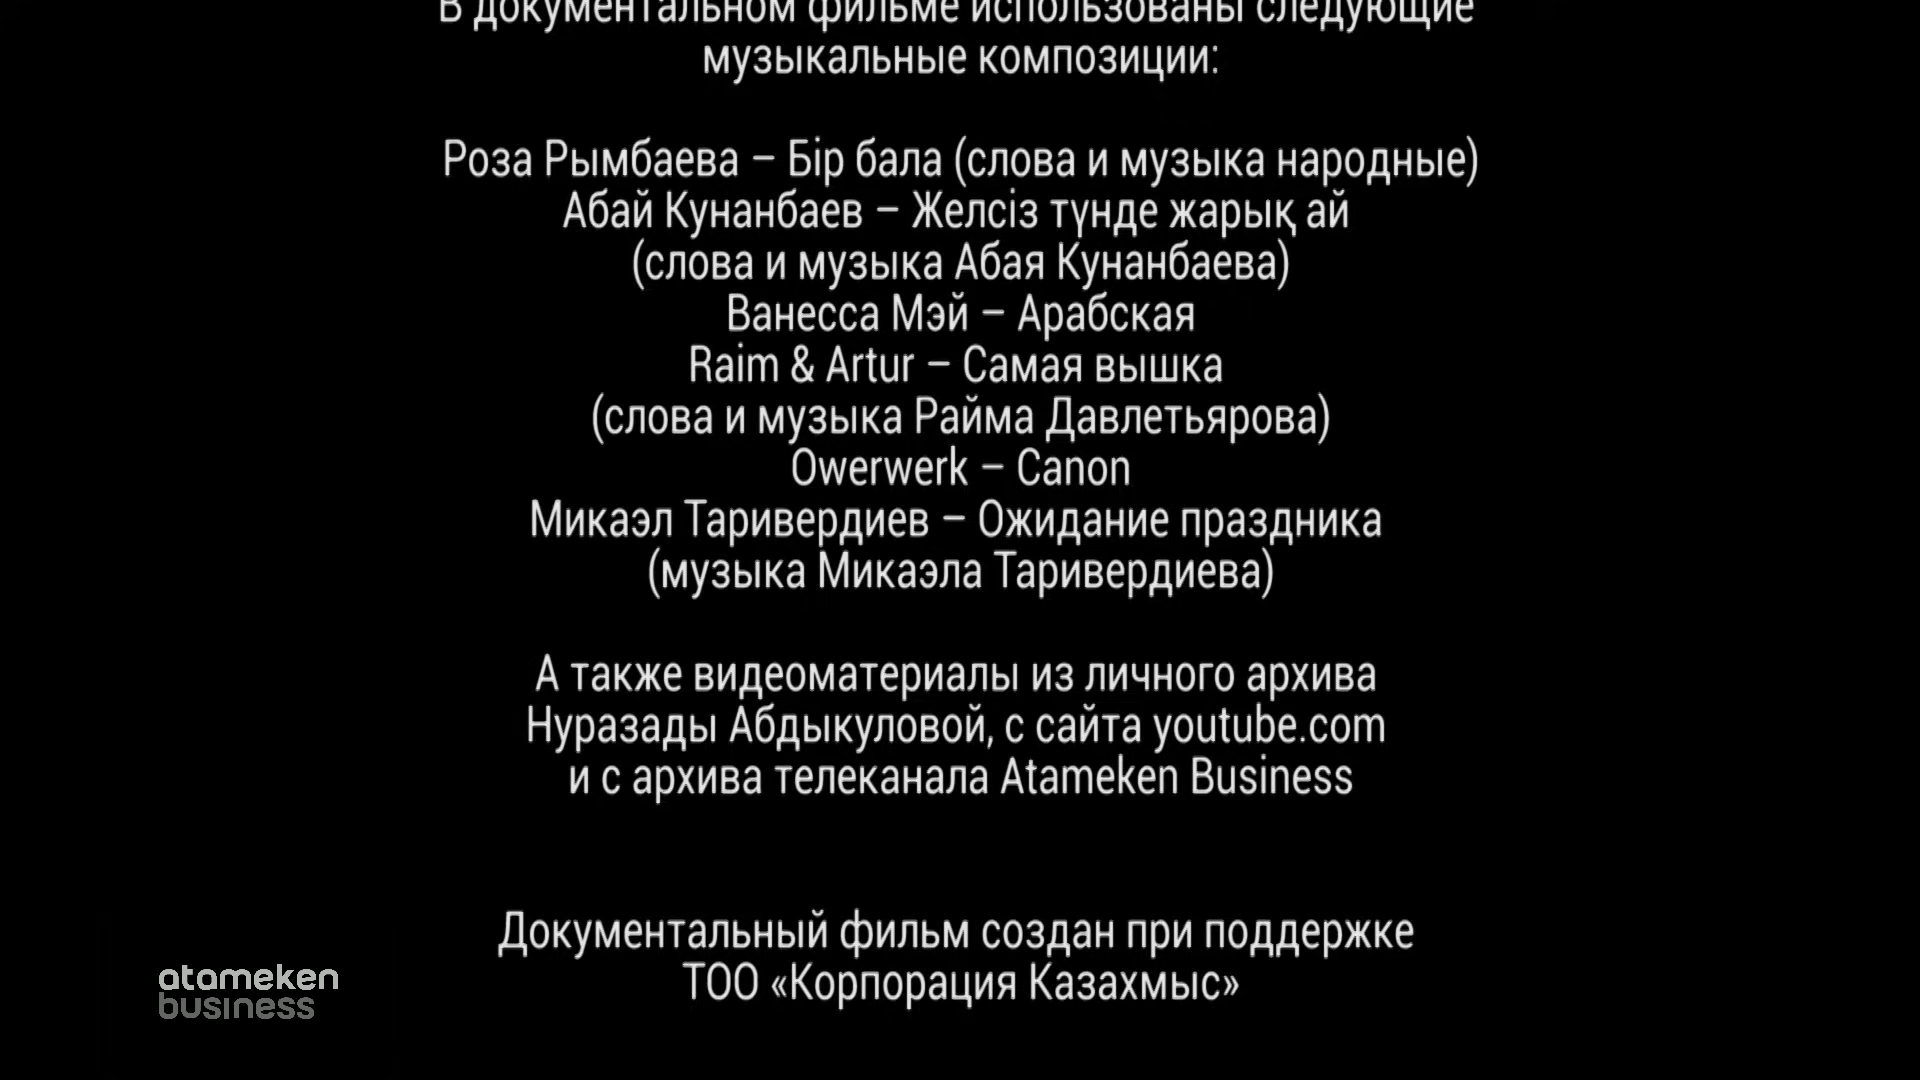 В документальном фильме использованы следующие
музыкальные композиции:
Роза Рымбаева – Бір бала (слова и музыка народные)
Абай Кунанбаев – Желсіз түнде жарық ай
(слова и музыка Абая Кунанбаева)
Ванесса Мэй – Арабская
Raim & Artur – Самая вышка
(слова и музыка Райма Давлетьярова)
Owerwerk – Canon
Микаэл Таривердиев – Ожидание праздника
(музыка Микаэла Таривердиева)
А также видеоматериалы из личного архива
Нуразады Абдыкуловой, с сайта youtube.com
и с архива телеканала Atameken Business
Документальный фильм создан при поддержке
ТОО «Корпорация Казахмыс»
atameken
business